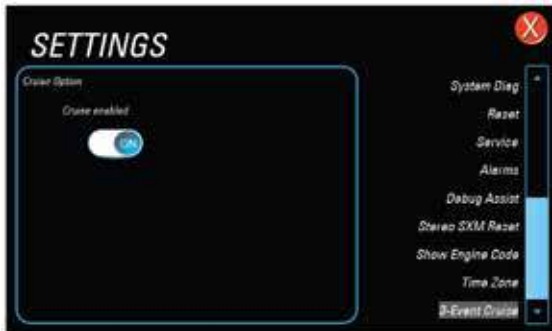 SETTINGS
X
Cruise Option
Cruise enabled
ON
System Diag
Reset
Service
Alarms
Debug Assist
Stereo SXM Reset
Show Engine Code
Time Zone
3-Event Cruise